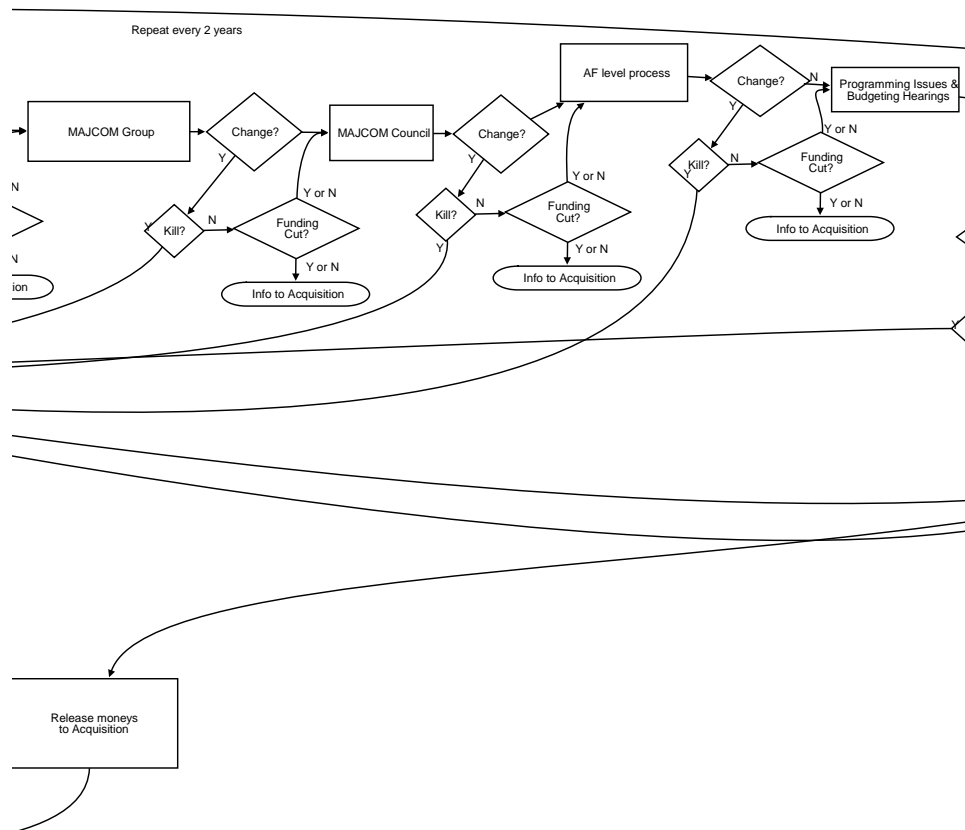 Repeat every 2 years
AF level process
Change?
N
Programming Issues &
Budgeting Hearings
MAJCOM Group
Change?
MAJCOM Council
Change?
Y
Y or N
Y
Y
Kill?
N
Funding
Cut?
Y
Y or N
Y or N
N
Kill?
N
Funding
Cut?
Y
Y or N
Info to Acquisition
Y
Kill?
N
Funding
Cut?
Y
N
Y or N
Y or N
ion
Info to Acquisition
Info to Acquisition
Y
Release moneys
to Acquisition